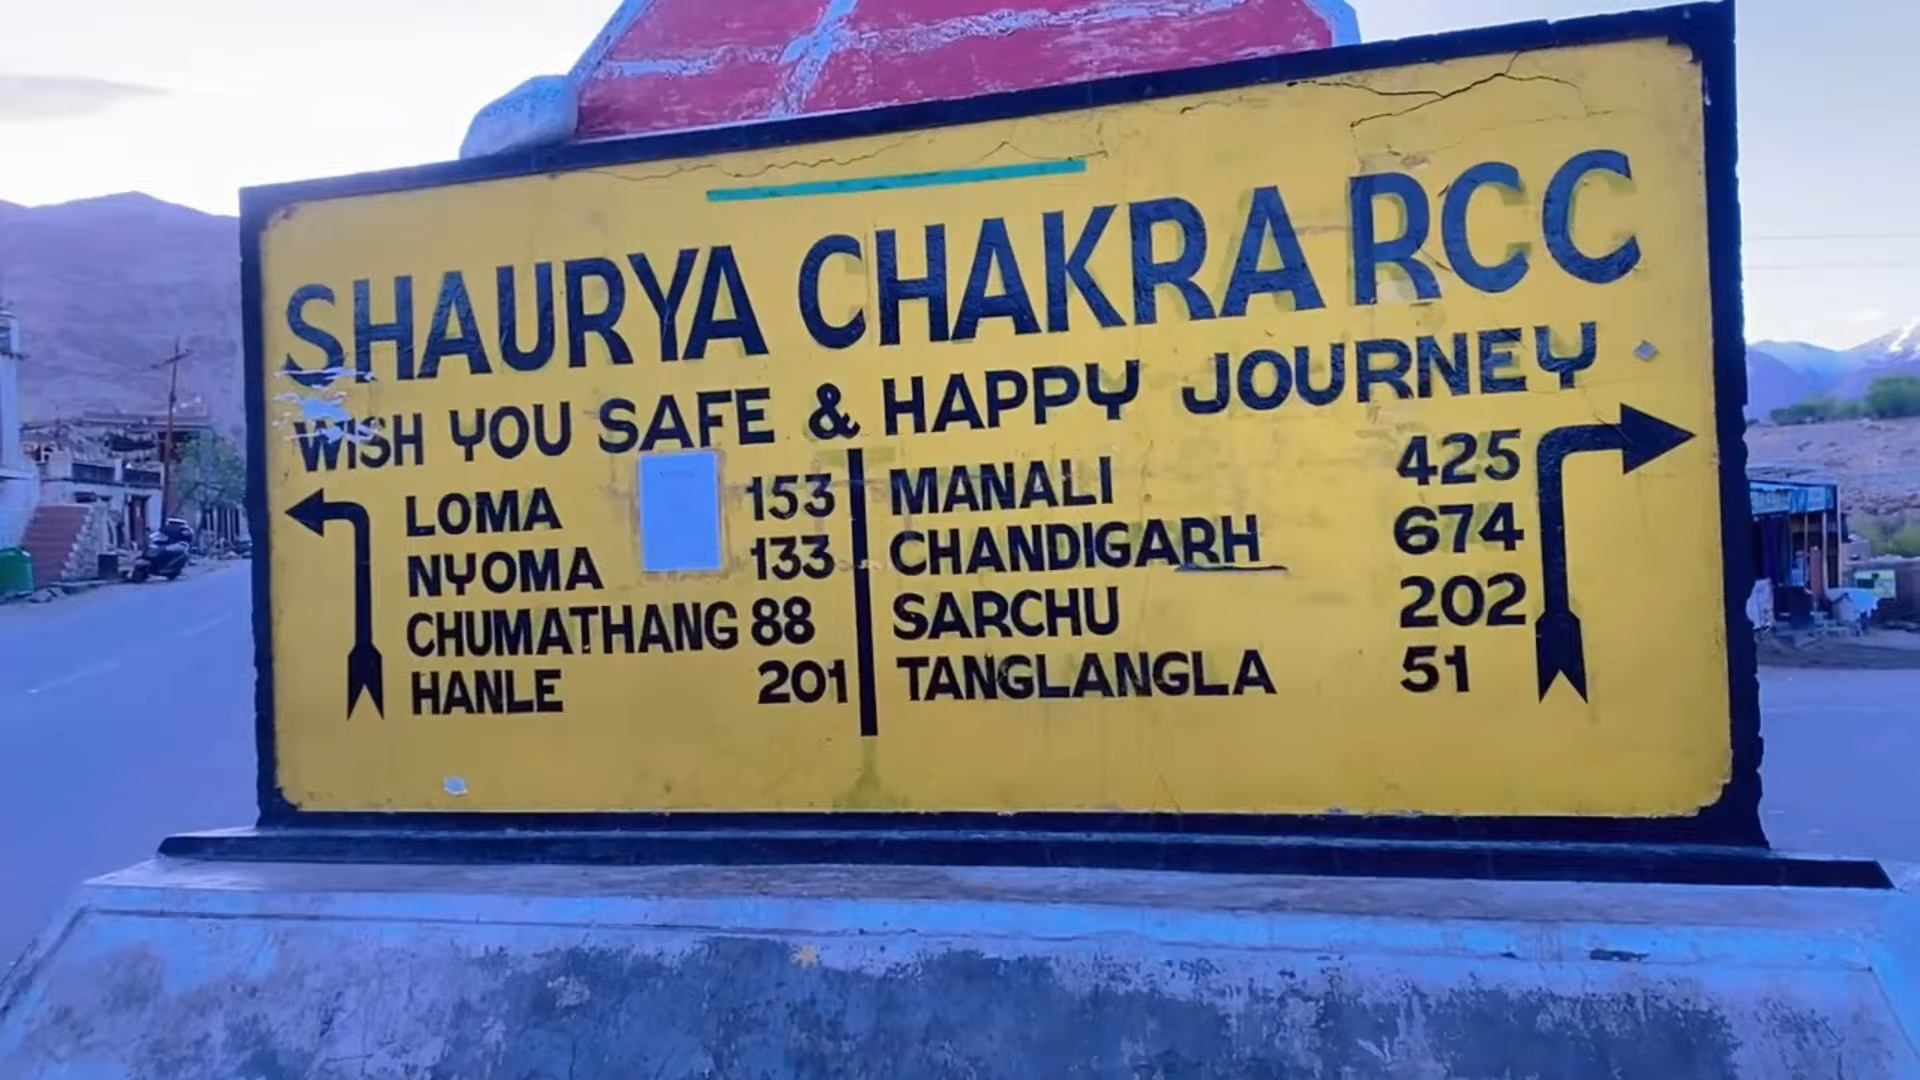 SHAURYA CHAKRA RCC
WISH YOU SAFE & HAPPY JOURNEY
LOMA 153
NYOMA 133
CHUMATHANG 88
HANLE 201
MANALI 425
CHANDIGARH 674
SARCHU 202
TANGLANGLA 51